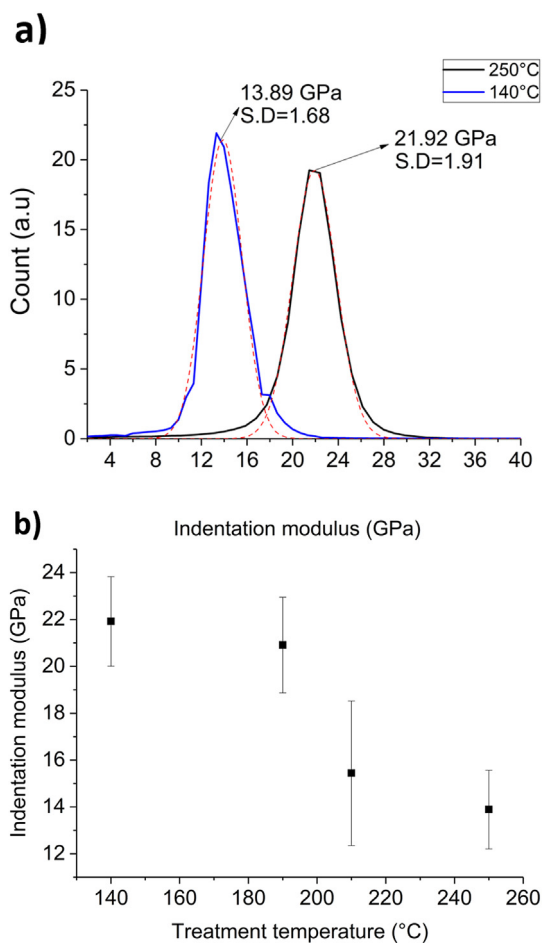 a)
250°C
140°C
13.89 GPa
S.D=1.68
21.92 GPa
S.D=1.91
Count (a.u)
25
20
15
10
5
0
4 8 12 16 20 24 28 32 36 40
Indentation modulus (GPa)
b)
Indentation modulus (GPa)
24
22
20
18
16
14
12
140 160 180 200 220 240 260
Treatment temperature (°C)